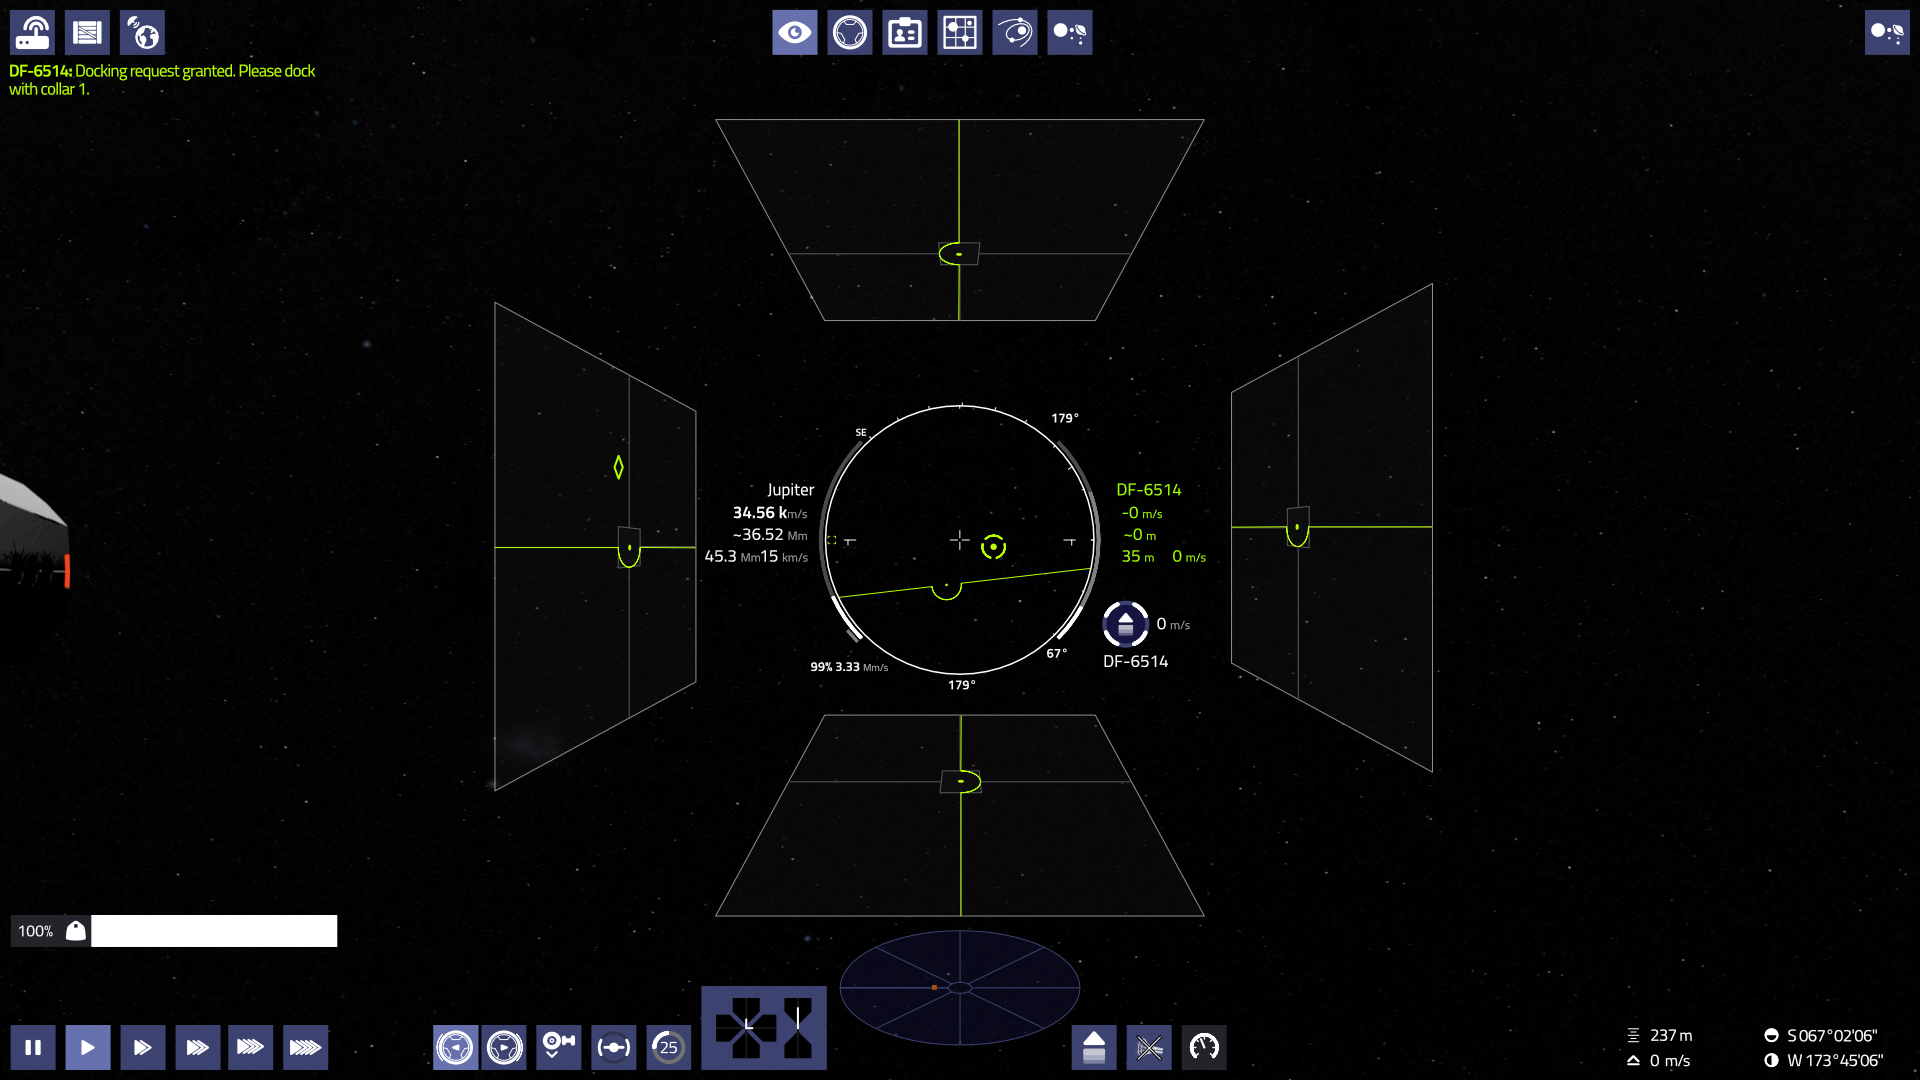 DF-6514: Docking request granted. Please dock
with collar 1.
179°
SE
Jupiter
34.56 km/s
~36.52 Mm
45.3 Mm 15 km/s
DF-6514
-0 m/s
~0 m
35 m 0 m/s
0 m/s
DF-6514
67°
99% 3.33 Mm/s
179°
100%
25
L
237 m
0 m/s
S 067°02'06"
W 173°45'06"